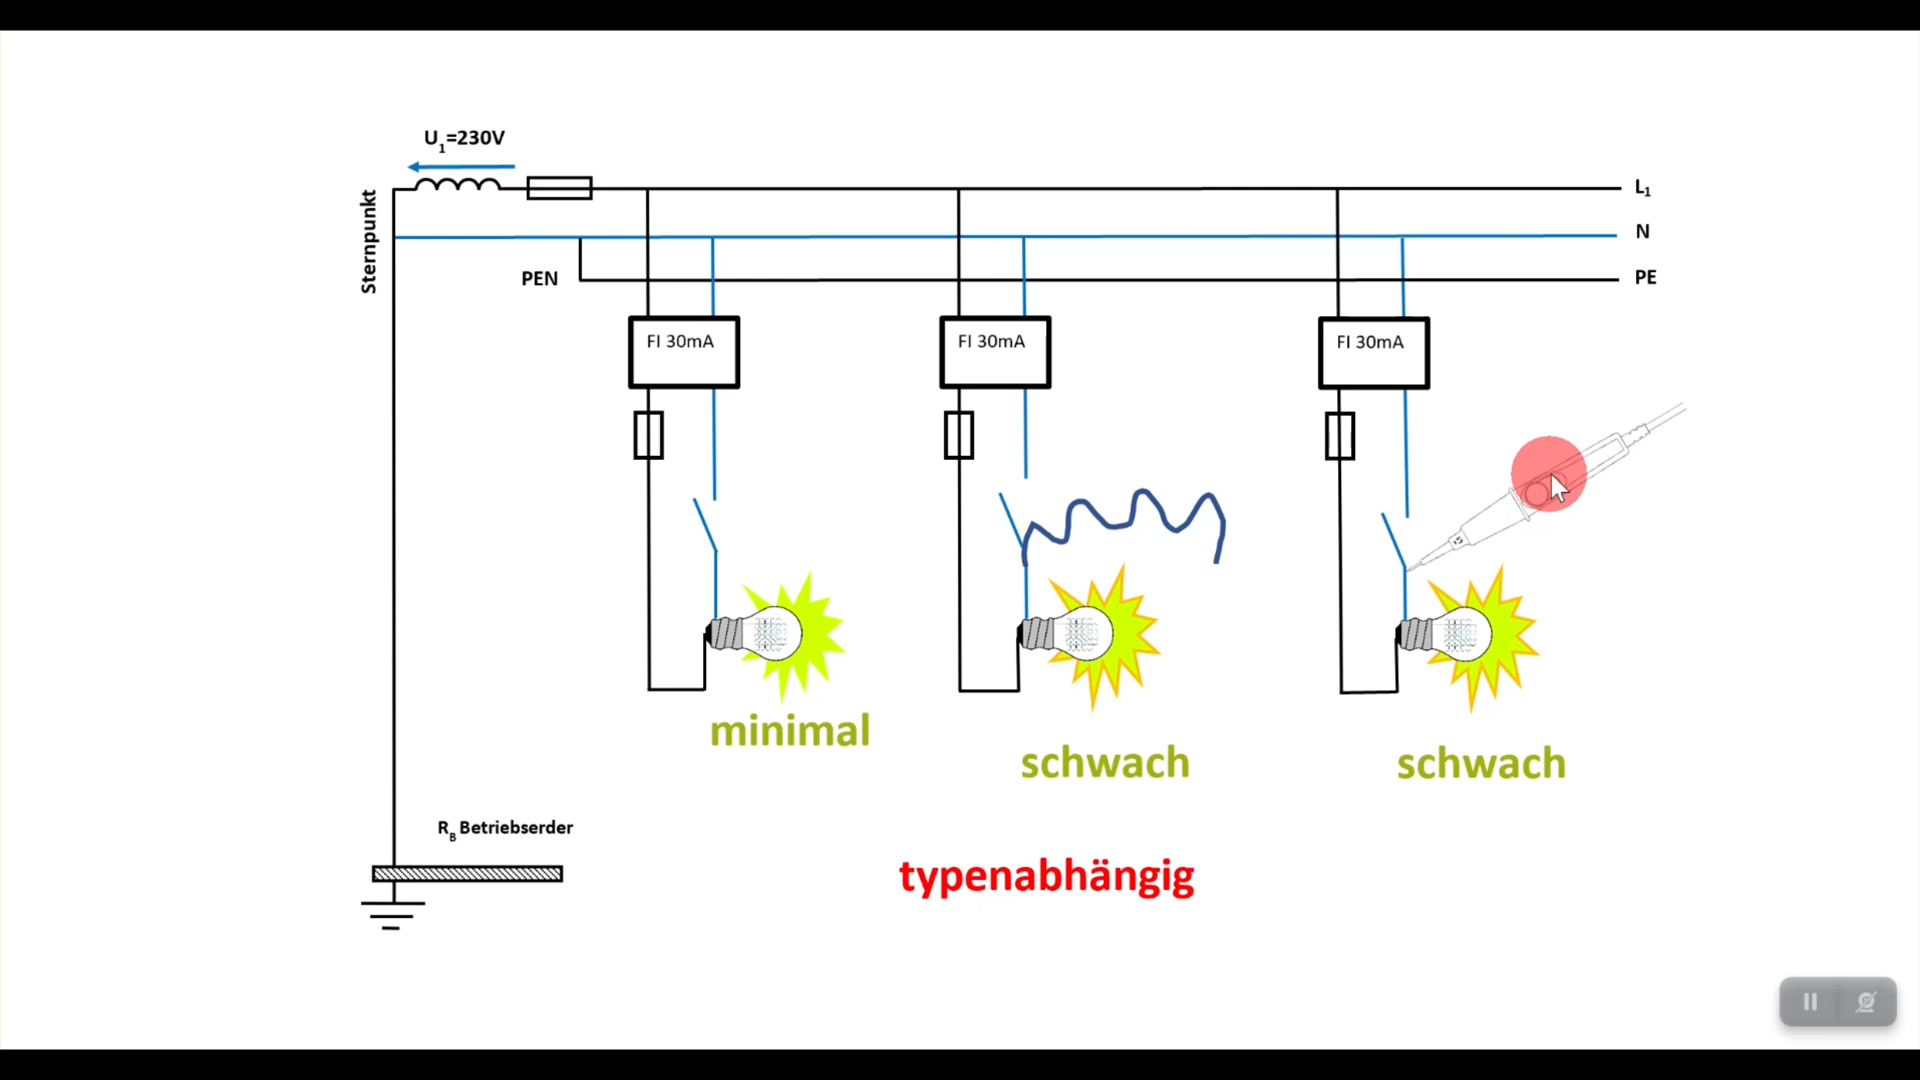 U1=230V
Sternpunkt
L1
N
PEN
PE
FI 30mA
FI 30mA
FI 30mA
minimal
schwach
schwach
RB Betriebserder
typenabhängig